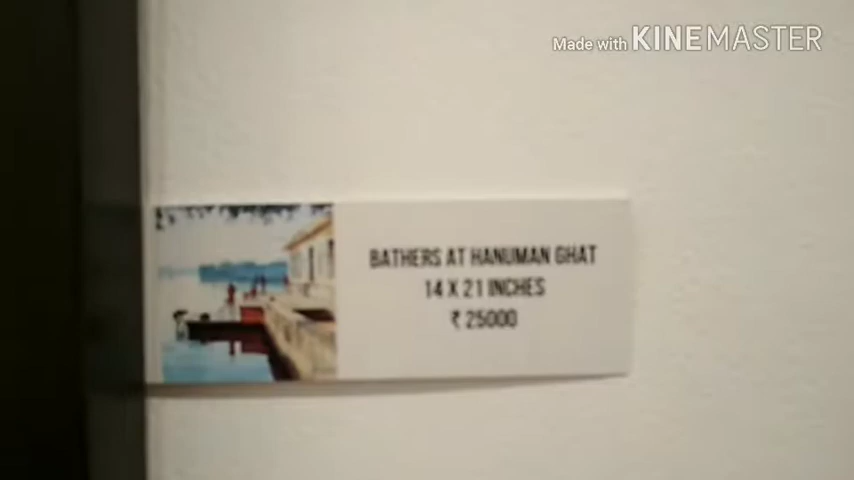 Made with KINEMASTER
BATHERS AT HANUMAN GHAT
14 X 21 INCHES
₹ 25000